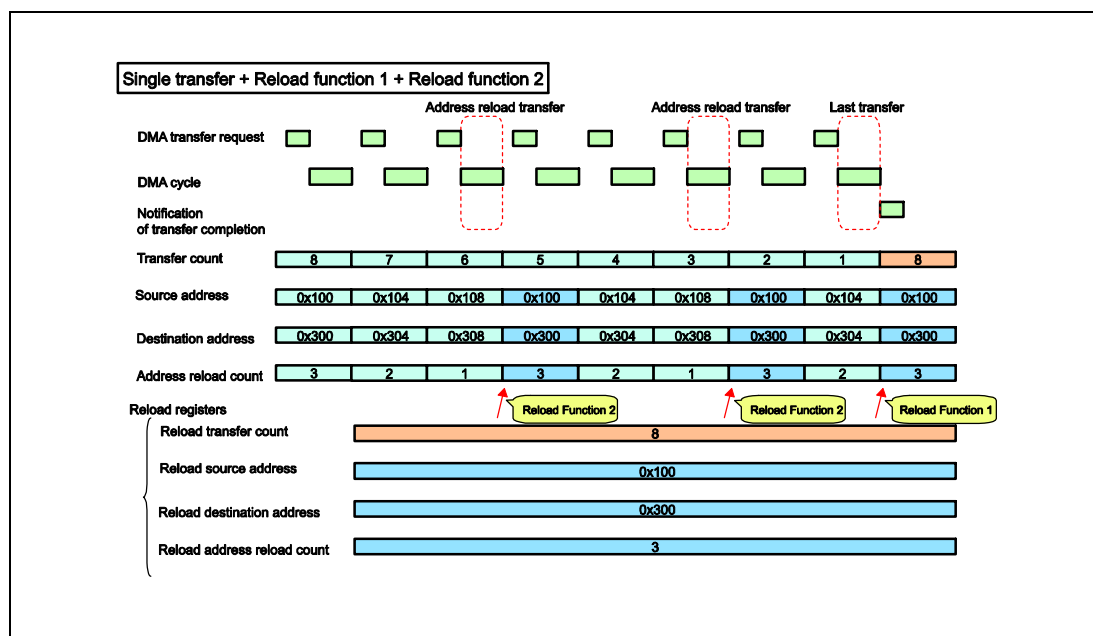 Single transfer + Reload function 1 + Reload function 2
Address reload transfer Address reload transfer Last transfer
DMA transfer request
DMA cycle
Notification
of transfer completion
Transfer count 8 7 6 5 4 3 2 1 8
Source address 0x100 0x104 0x108 0x100 0x104 0x108 0x100 0x104 0x100
Destination address 0x300 0x304 0x308 0x300 0x304 0x308 0x300 0x304 0x300
Address reload count 3 2 1 3 2 1 3 2 3
Reload registers Reload Function 2 Reload Function 2 Reload Function 1
Reload transfer count 8
Reload source address 0x100
Reload destination address 0x300
Reload address reload count 3